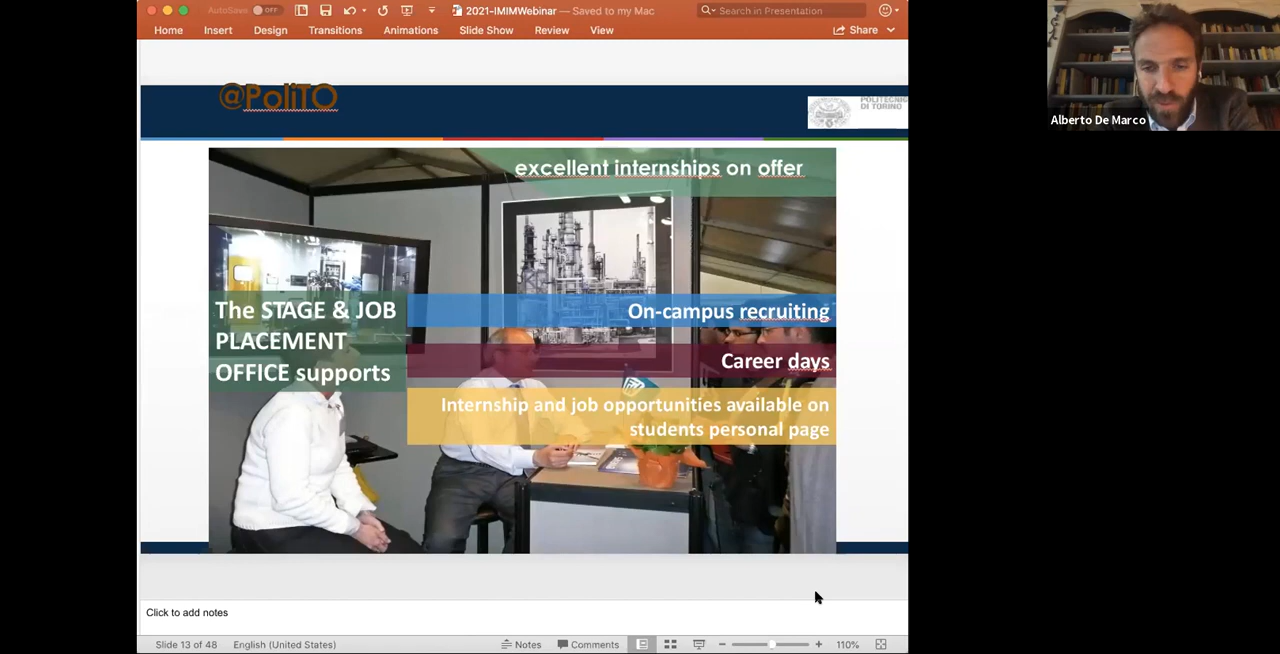 AutoSave OFF
2021-IMIMWebinar — Saved to my Mac
Search in Presentation
Home Insert Design Transitions Animations Slide Show Review View Share
@PoliTO
POLITECNIC
DI TORINO
excellent internships on offer
The STAGE & JOB
PLACEMENT
OFFICE supports
On-campus recruiting
Career days
Internship and job opportunities available on
students personal page
Click to add notes
Slide 13 of 48 English (United States) Notes Comments 110%
Alberto De Marco